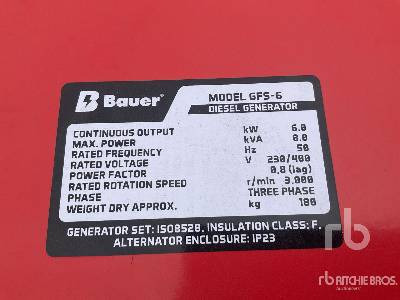 Bauer
MODEL GFS-6
DIESEL GENERATOR
CONTINUOUS OUTPUT kW 6.0
MAX. POWER kVA 8.0
RATED FREQUENCY Hz 50
RATED VOLTAGE V 230/400
POWER FACTOR 0,8 (lag)
RATED ROTATION SPEED r/min 3.000
PHASE THREE PHASE
WEIGHT DRY APPROX. kg 180
GENERATOR SET: ISO8528, INSULATION CLASS: F,
ALTERNATOR ENCLOSURE: IP23
rb
rb RITCHIE BROS.